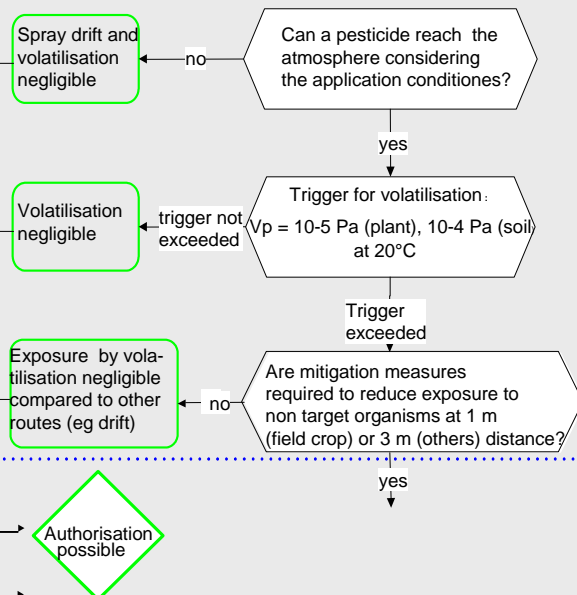 Spray drift and
volatilisation
negligible
no
Can a pesticide reach the
atmosphere considering
the application conditiones?
yes
Volatilisation
negligible
trigger not
exceeded
Trigger for volatilisation:
Vp = 10-5 Pa (plant), 10-4 Pa (soil
at 20°C
Trigger
exceeded
Exposure by vola-
tilisation negligible
compared to other
routes (eg drift)
no
Are mitigation measures
required to reduce exposure to
non target organisms at 1 m
(field crop) or 3 m (others) distance?
yes
Authorisation
possible